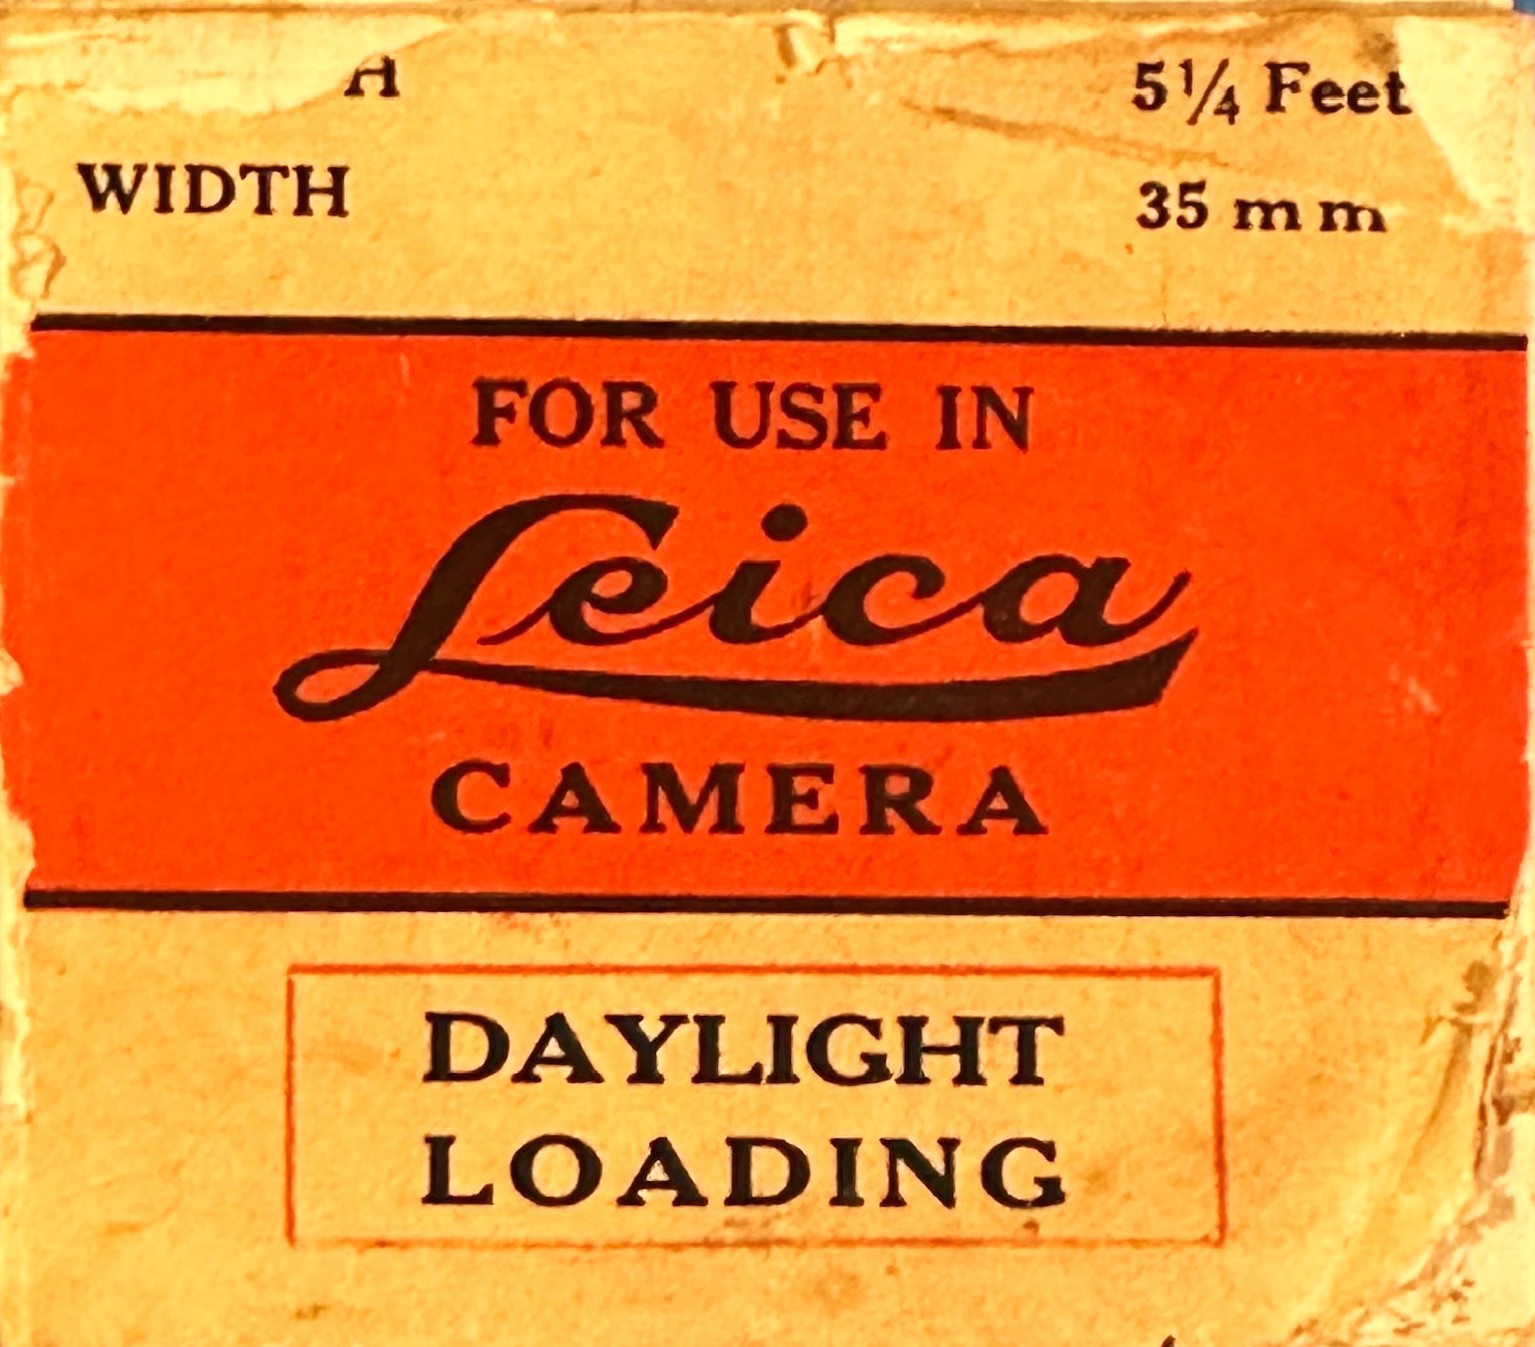 5¼ Feet
WIDTH 35 mm
FOR USE IN
Leica
CAMERA
DAYLIGHT
LOADING